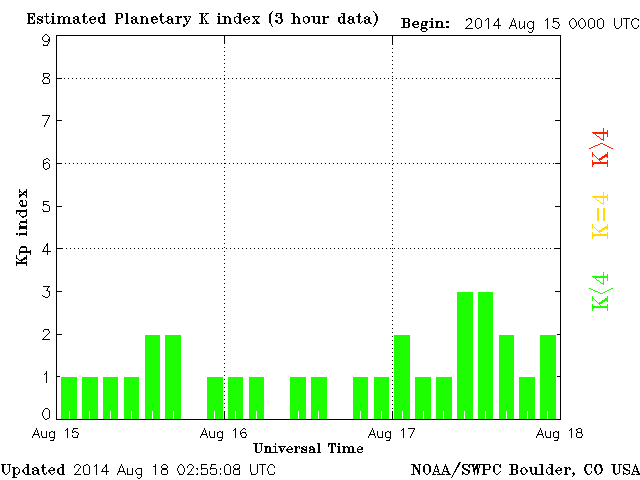 Estimated Planetary K index (3 hour data) Begin: 2014 Aug 15 0000 UTC
9
8
7
6
5
4
3
2
1
0
Kp index
K>4
K=4
K<4
Aug 15 Aug 16 Aug 17 Aug 18
Universal Time
Updated 2014 Aug 18 02:55:08 UTC NOAA/SWPC Boulder, CO USA